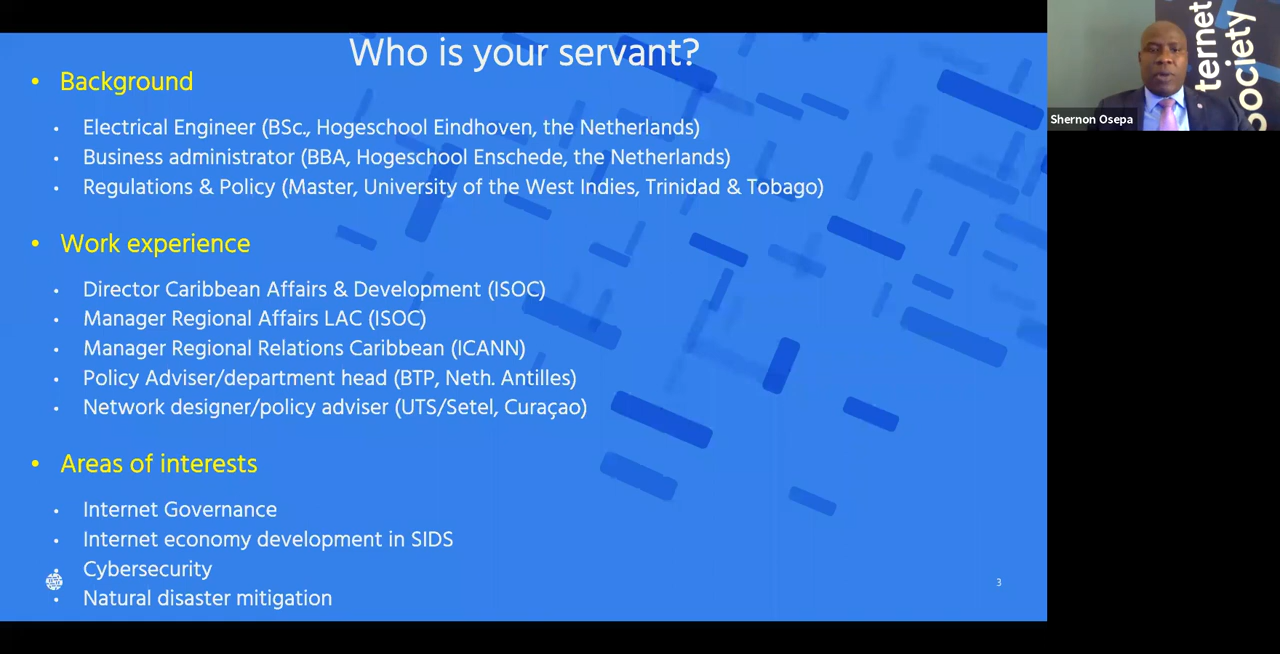 Who is your servant?
• Background
• Electrical Engineer (BSc., Hogeschool Eindhoven, the Netherlands)
• Business administrator (BBA, Hogeschool Enschede, the Netherlands)
• Regulations & Policy (Master, University of the West Indies, Trinidad & Tobago)
• Work experience
• Director Caribbean Affairs & Development (ISOC)
• Manager Regional Affairs LAC (ISOC)
• Manager Regional Relations Caribbean (ICANN)
• Policy Adviser/department head (BTP, Neth. Antilles)
• Network designer/policy adviser (UTS/Setel, Curaçao)
• Areas of interests
• Internet Governance
• Internet economy development in SIDS
Cybersecurity
• Natural disaster mitigation
3
ternet
ociety
Shernon Osepa